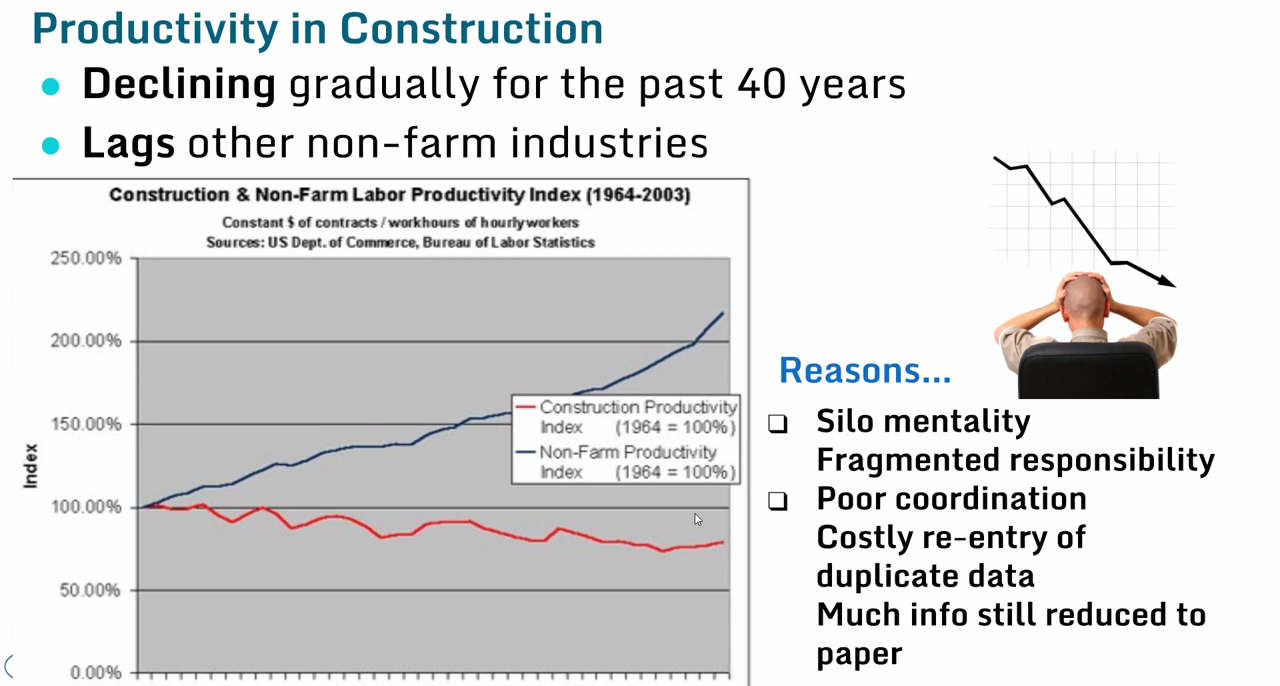 Productivity in Construction
Declining gradually for the past 40 years
Lags other non-farm industries
Construction & Non-Farm Labor Productivity Index (1964-2003)
Constant $ of contracts / workhours of hourly workers
Sources: US Dept. of Commerce, Bureau of Labor Statistics
250.00%
200.00%
150.00%
100.00%
50.00%
0.00%
Index
Construction Productivity
Index (1964 = 100%)
Non-Farm Productivity
Index (1964 = 100%)
Reasons...
Silo mentality
Fragmented responsibility
Poor coordination
Costly re-entry of
duplicate data
Much info still reduced to
paper